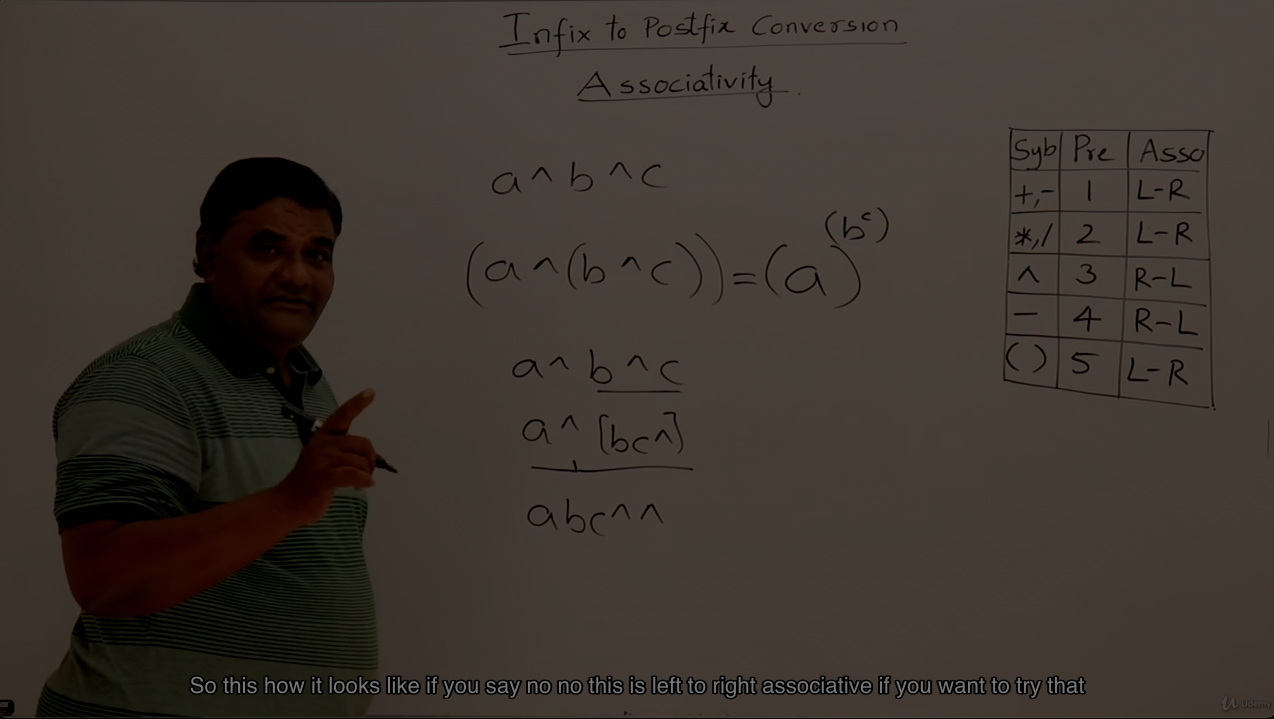 Infix to Postfix Conversion
Associativity.
a^b^c
(a^(b^c))=(a)^(b^c)
a^b^c
a^[bc^]
abc^^
Syb Pre Asso
+,- 1 L-R
*,/ 2 L-R
^ 3 R-L
- 4 R-L
( ) 5 L-R
So this how it looks like if you say no no this is left to right associative if you want to try that
Udemy